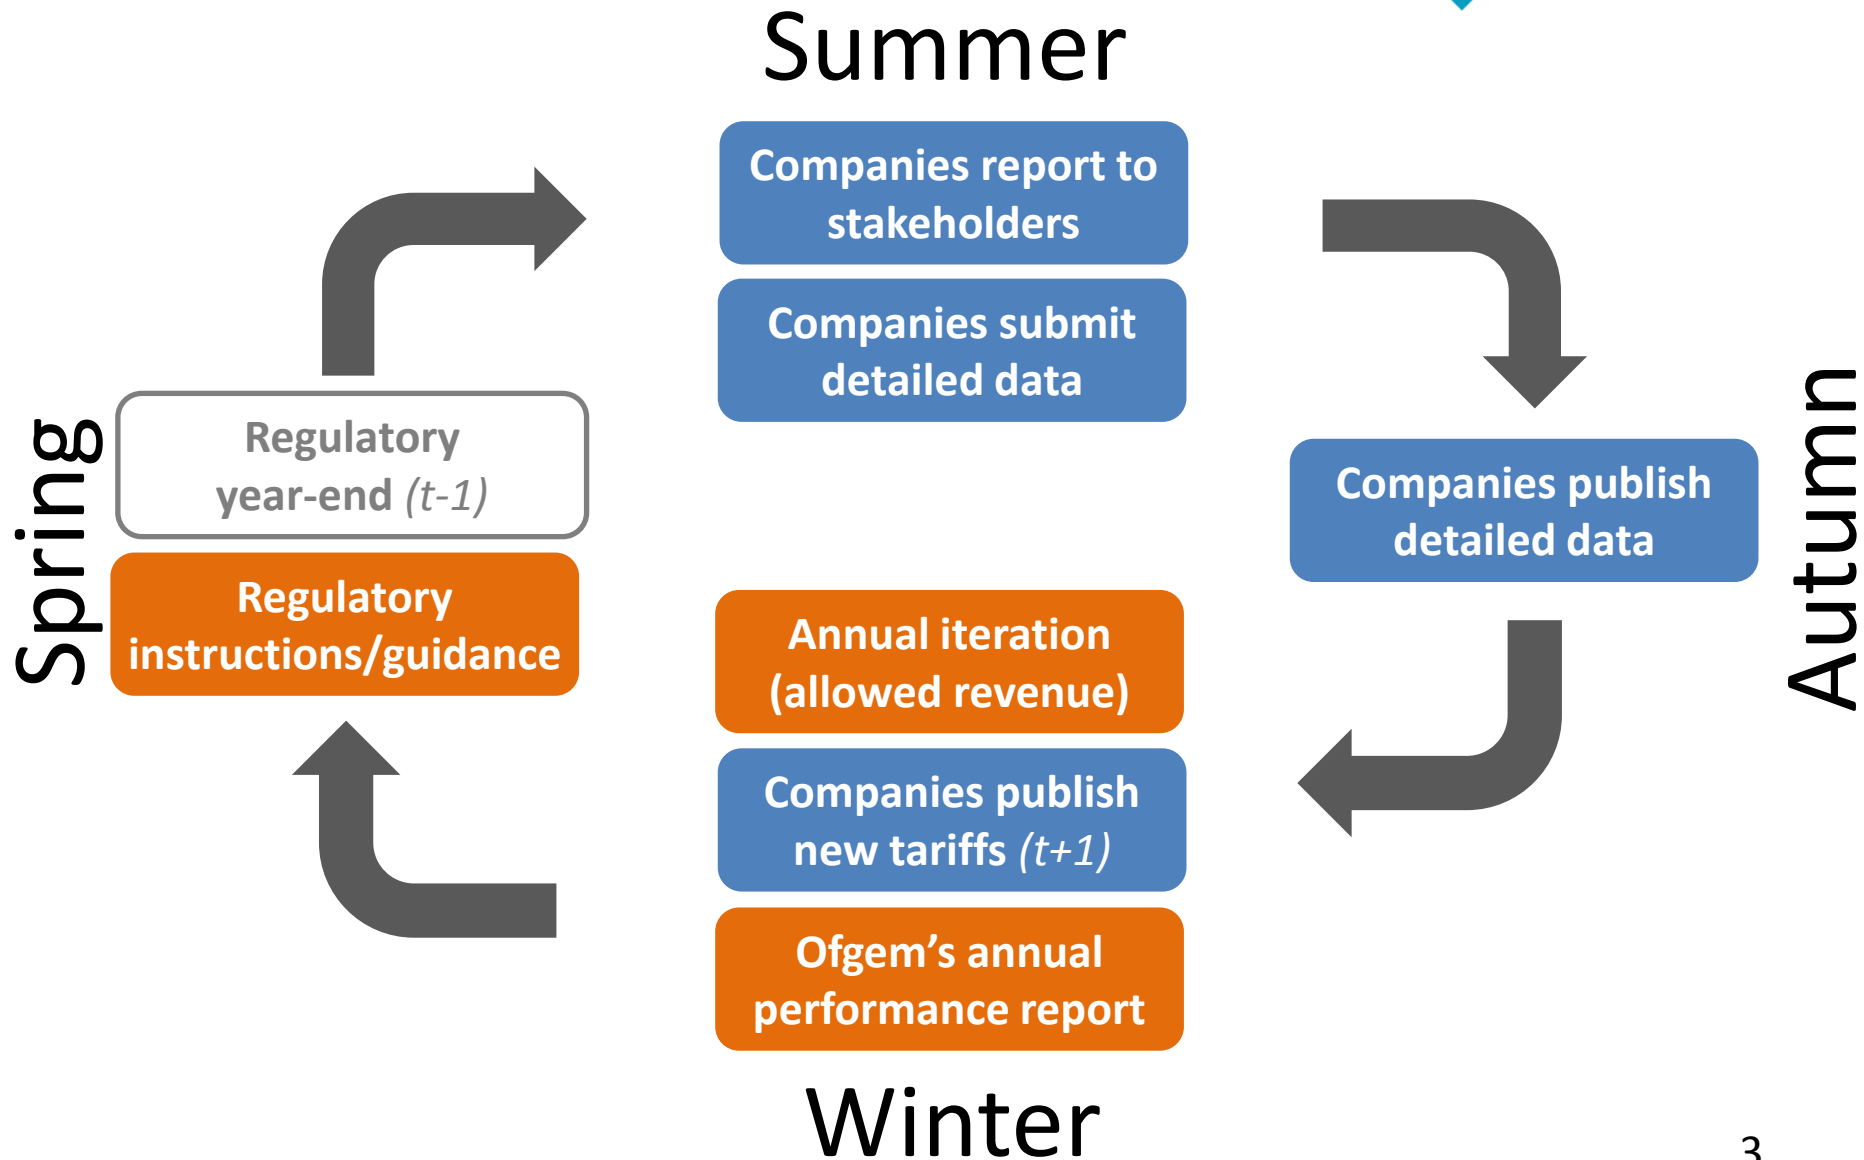 Summer
Companies report to
stakeholders
Companies submit
detailed data
Spring
Regulatory
year-end (t-1)
Regulatory
instructions/guidance
Companies publish
detailed data
Autumn
Annual iteration
(allowed revenue)
Companies publish
new tariffs (t+1)
Ofgem’s annual
performance report
Winter
3